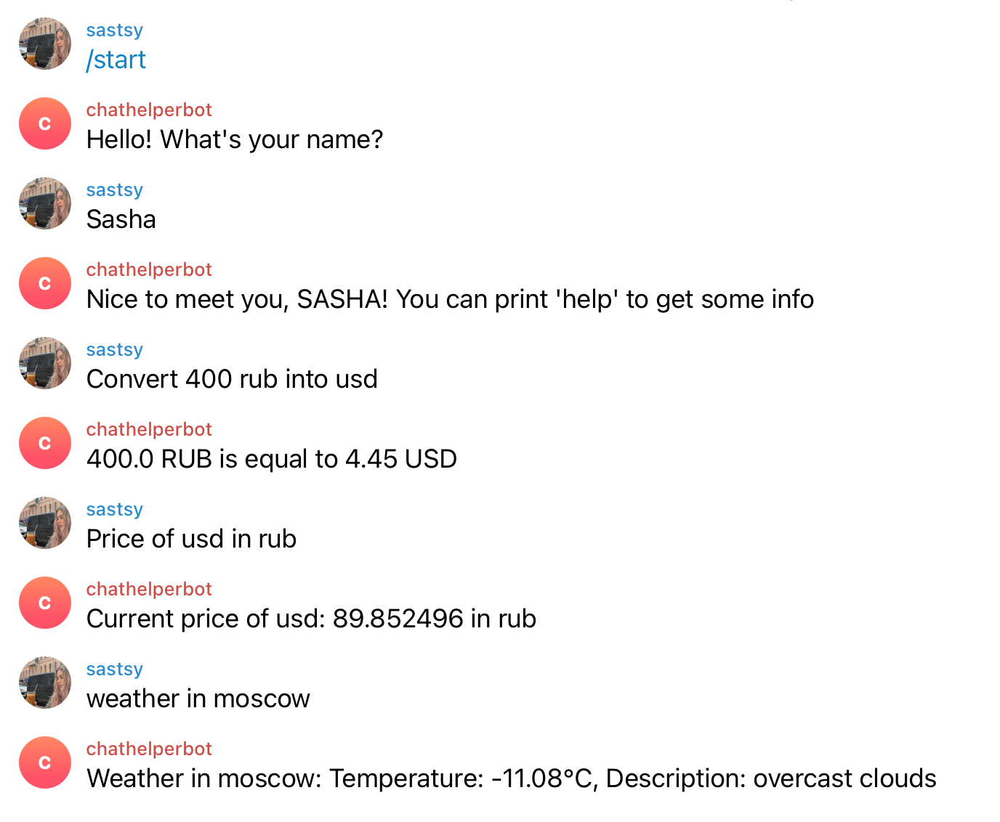 sastsy
/start
C
chathelperbot
Hello! What's your name?
sastsy
Sasha
C
chathelperbot
Nice to meet you, SASHA! You can print 'help' to get some info
sastsy
Convert 400 rub into usd
C
chathelperbot
400.0 RUB is equal to 4.45 USD
sastsy
Price of usd in rub
C
chathelperbot
Current price of usd: 89.852496 in rub
sastsy
weather in moscow
C
chathelperbot
Weather in moscow: Temperature: -11.08°C, Description: overcast clouds